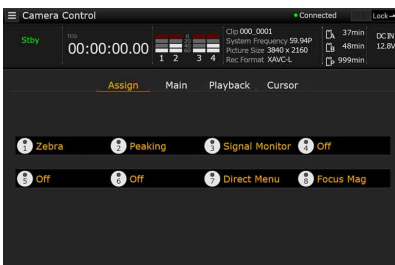 Camera Control
Connected
Lock
Stby
TCG
00:00:00.00
0
20
40
1 2 3 4
Clip 000_0001
System Frequency 59.94P
Picture Size 3840 x 2160
Rec Format XAVC-L
A 37min
B 48min
999min
DC IN
12.8V
Assign Main Playback Cursor
1 Zebra
2 Peaking
3 Signal Monitor
4 Off
5 Off
6 Off
7 Direct Menu
8 Focus Mag